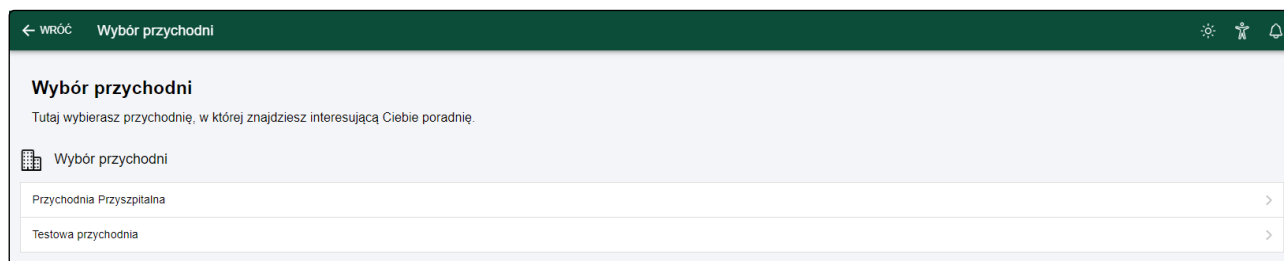 ← WRÓĆ Wybór przychodni
Wybór przychodni
Tutaj wybierasz przychodnię, w której znajdziesz interesującą Ciebie poradnię.
Wybór przychodni
Przychodnia Przyszpitalna
Testowa przychodnia